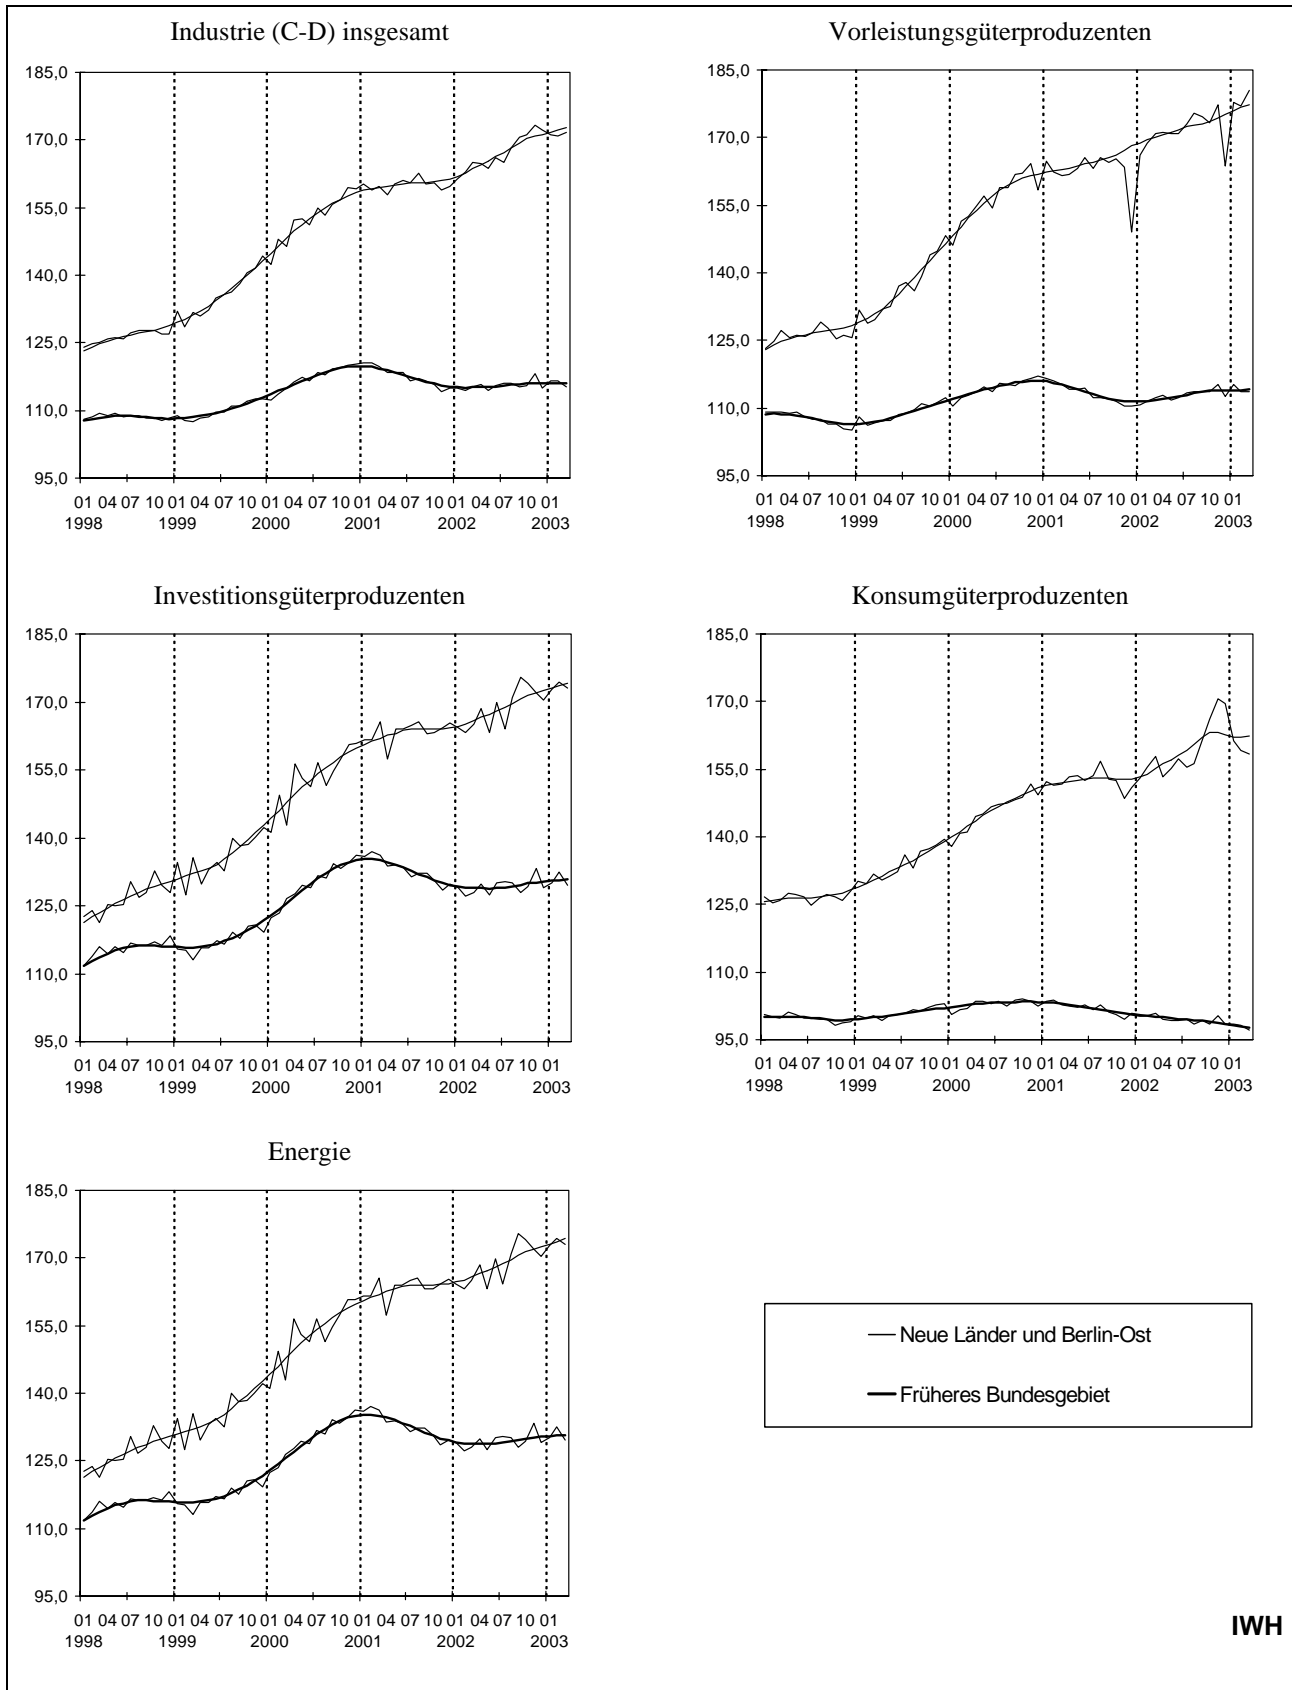 Industrie (C-D) insgesamt
185,0
170,0
155,0
140,0
125,0
110,0
95,0
01 04 07 10 01 04 07 10 01 04 07 10 01 04 07 10 01 04 07 10 01
1998 1999 2000 2001 2002 2003
Vorleistungsgüterproduzenten
185,0
170,0
155,0
140,0
125,0
110,0
95,0
01 04 07 10 01 04 07 10 01 04 07 10 01 04 07 10 01 04 07 10 01
1998 1999 2000 2001 2002 2003
Investitionsgüterproduzenten
185,0
170,0
155,0
140,0
125,0
110,0
95,0
01 04 07 10 01 04 07 10 01 04 07 10 01 04 07 10 01 04 07 10 01
1998 1999 2000 2001 2002 2003
Konsumgüterproduzenten
185,0
170,0
155,0
140,0
125,0
110,0
95,0
01 04 07 10 01 04 07 10 01 04 07 10 01 04 07 10 01 04 07 10 01
1998 1999 2000 2001 2002 2003
Energie
185,0
170,0
155,0
140,0
125,0
110,0
95,0
01 04 07 10 01 04 07 10 01 04 07 10 01 04 07 10 01 04 07 10 01
1998 1999 2000 2001 2002 2003
Neue Länder und Berlin-Ost
Früheres Bundesgebiet
IWH